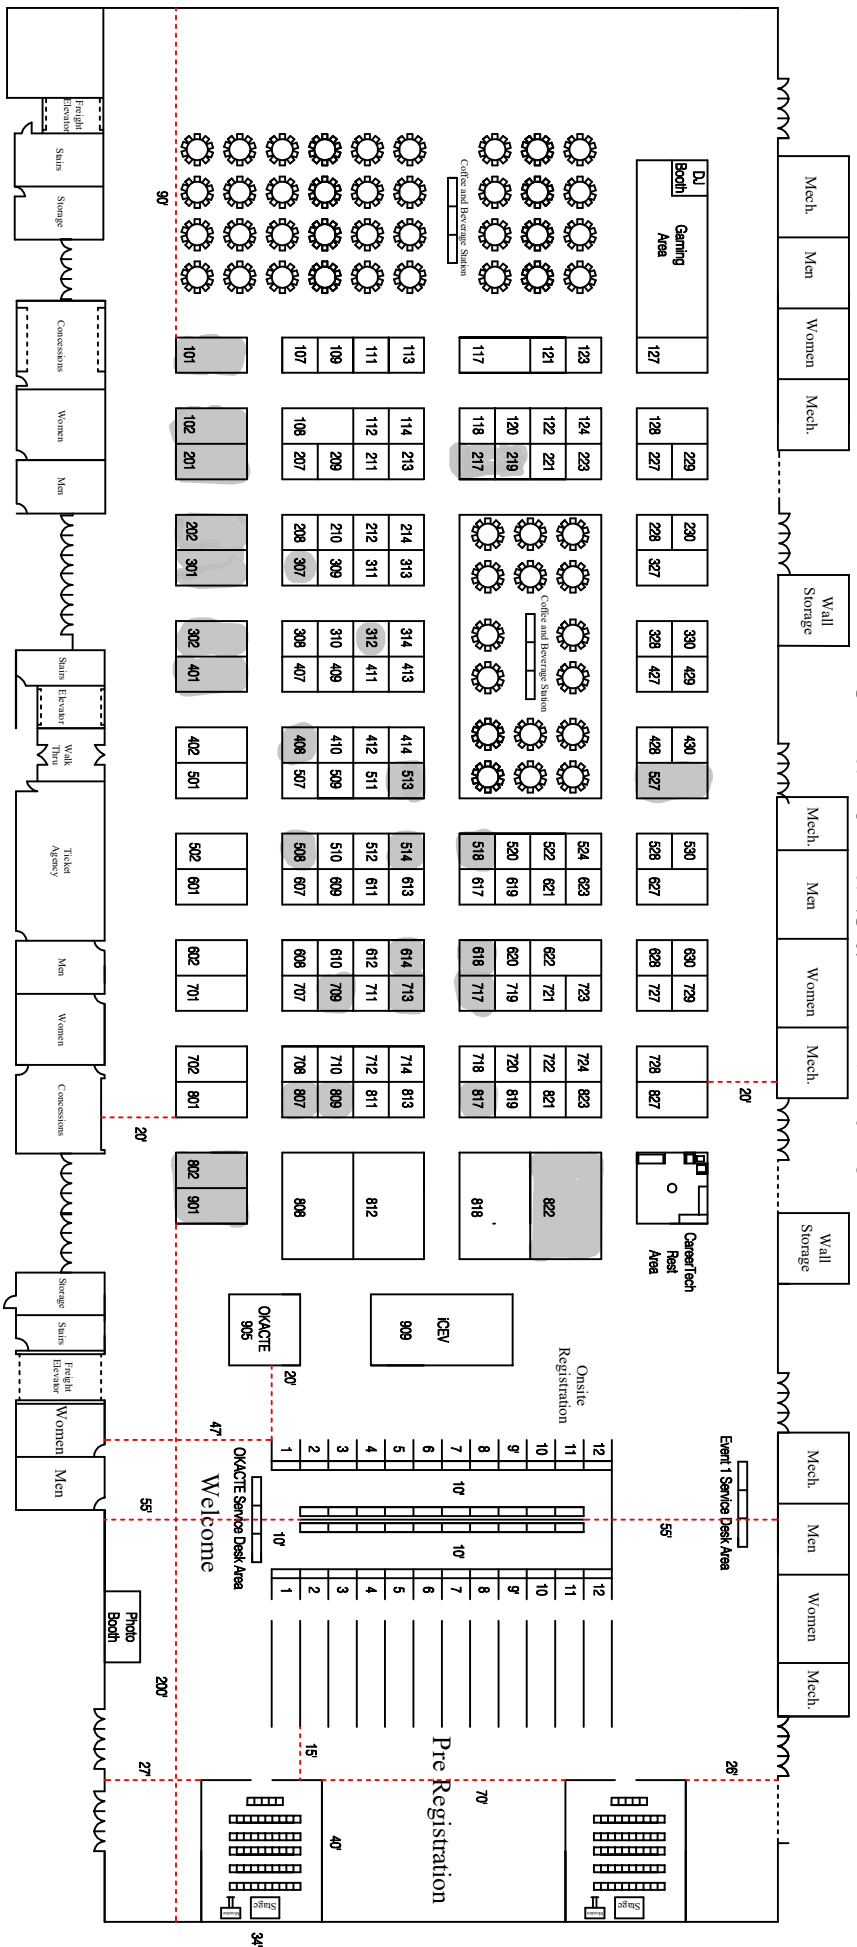 Freight
Elevator
Stairs
Storage
Concessions
Women
Men
Stairs
Elevator
Walk
Thru
Ticket
Agency
Men
Women
Concessions
Storage
Stairs
Freight
Elevator
Women
Men
Mech.
Men
Women
Mech.
Wall
Storage
Mech.
Men
Women
Mech.
Wall
Storage
Mech.
Men
Women
Mech.
90'
Coffee and Beverage Station
DJ
Booth
Gaming
Area
101 107 109 111 113 117 121 123 127
102 108 112 114 118 120 122 124 128
201 207 209 211 213 217 219 221 223 227 229
202 208 210 212 214 228 230
301 307 309 311 313 327
Coffee and Beverage Station
302 308 310 312 314 328 330
401 407 409 411 413 427 429
402 408 410 412 414 428 430
501 507 509 511 513 527
502 508 510 512 514 518 520 522 524 528 530
601 607 609 611 613 617 619 621 623 627
602 608 610 612 614 618 620 622 628 630
701 707 709 711 713 717 719 721 723 727 729
702 708 710 712 714 718 720 722 724 728
801 807 809 811 813 817 819 821 823 827
20'
20'
802 808 812 818 822
901
CareerTech
Rest
Area
OKACTE
905
iCEV
909
20'
Onsite
Registration
47'
1 2 3 4 5 6 7 8 9' 10 11 12
10'
OKACTE Service Desk Area
Welcome
Event 1 Service Desk Area
55'
10'
55'
10'
1 2 3 4 5 6 7 8 9' 10 11 12
Photo
Booth
200'
15'
Pre Registration
27'
70'
26'
40'
Stage
Stage
34'